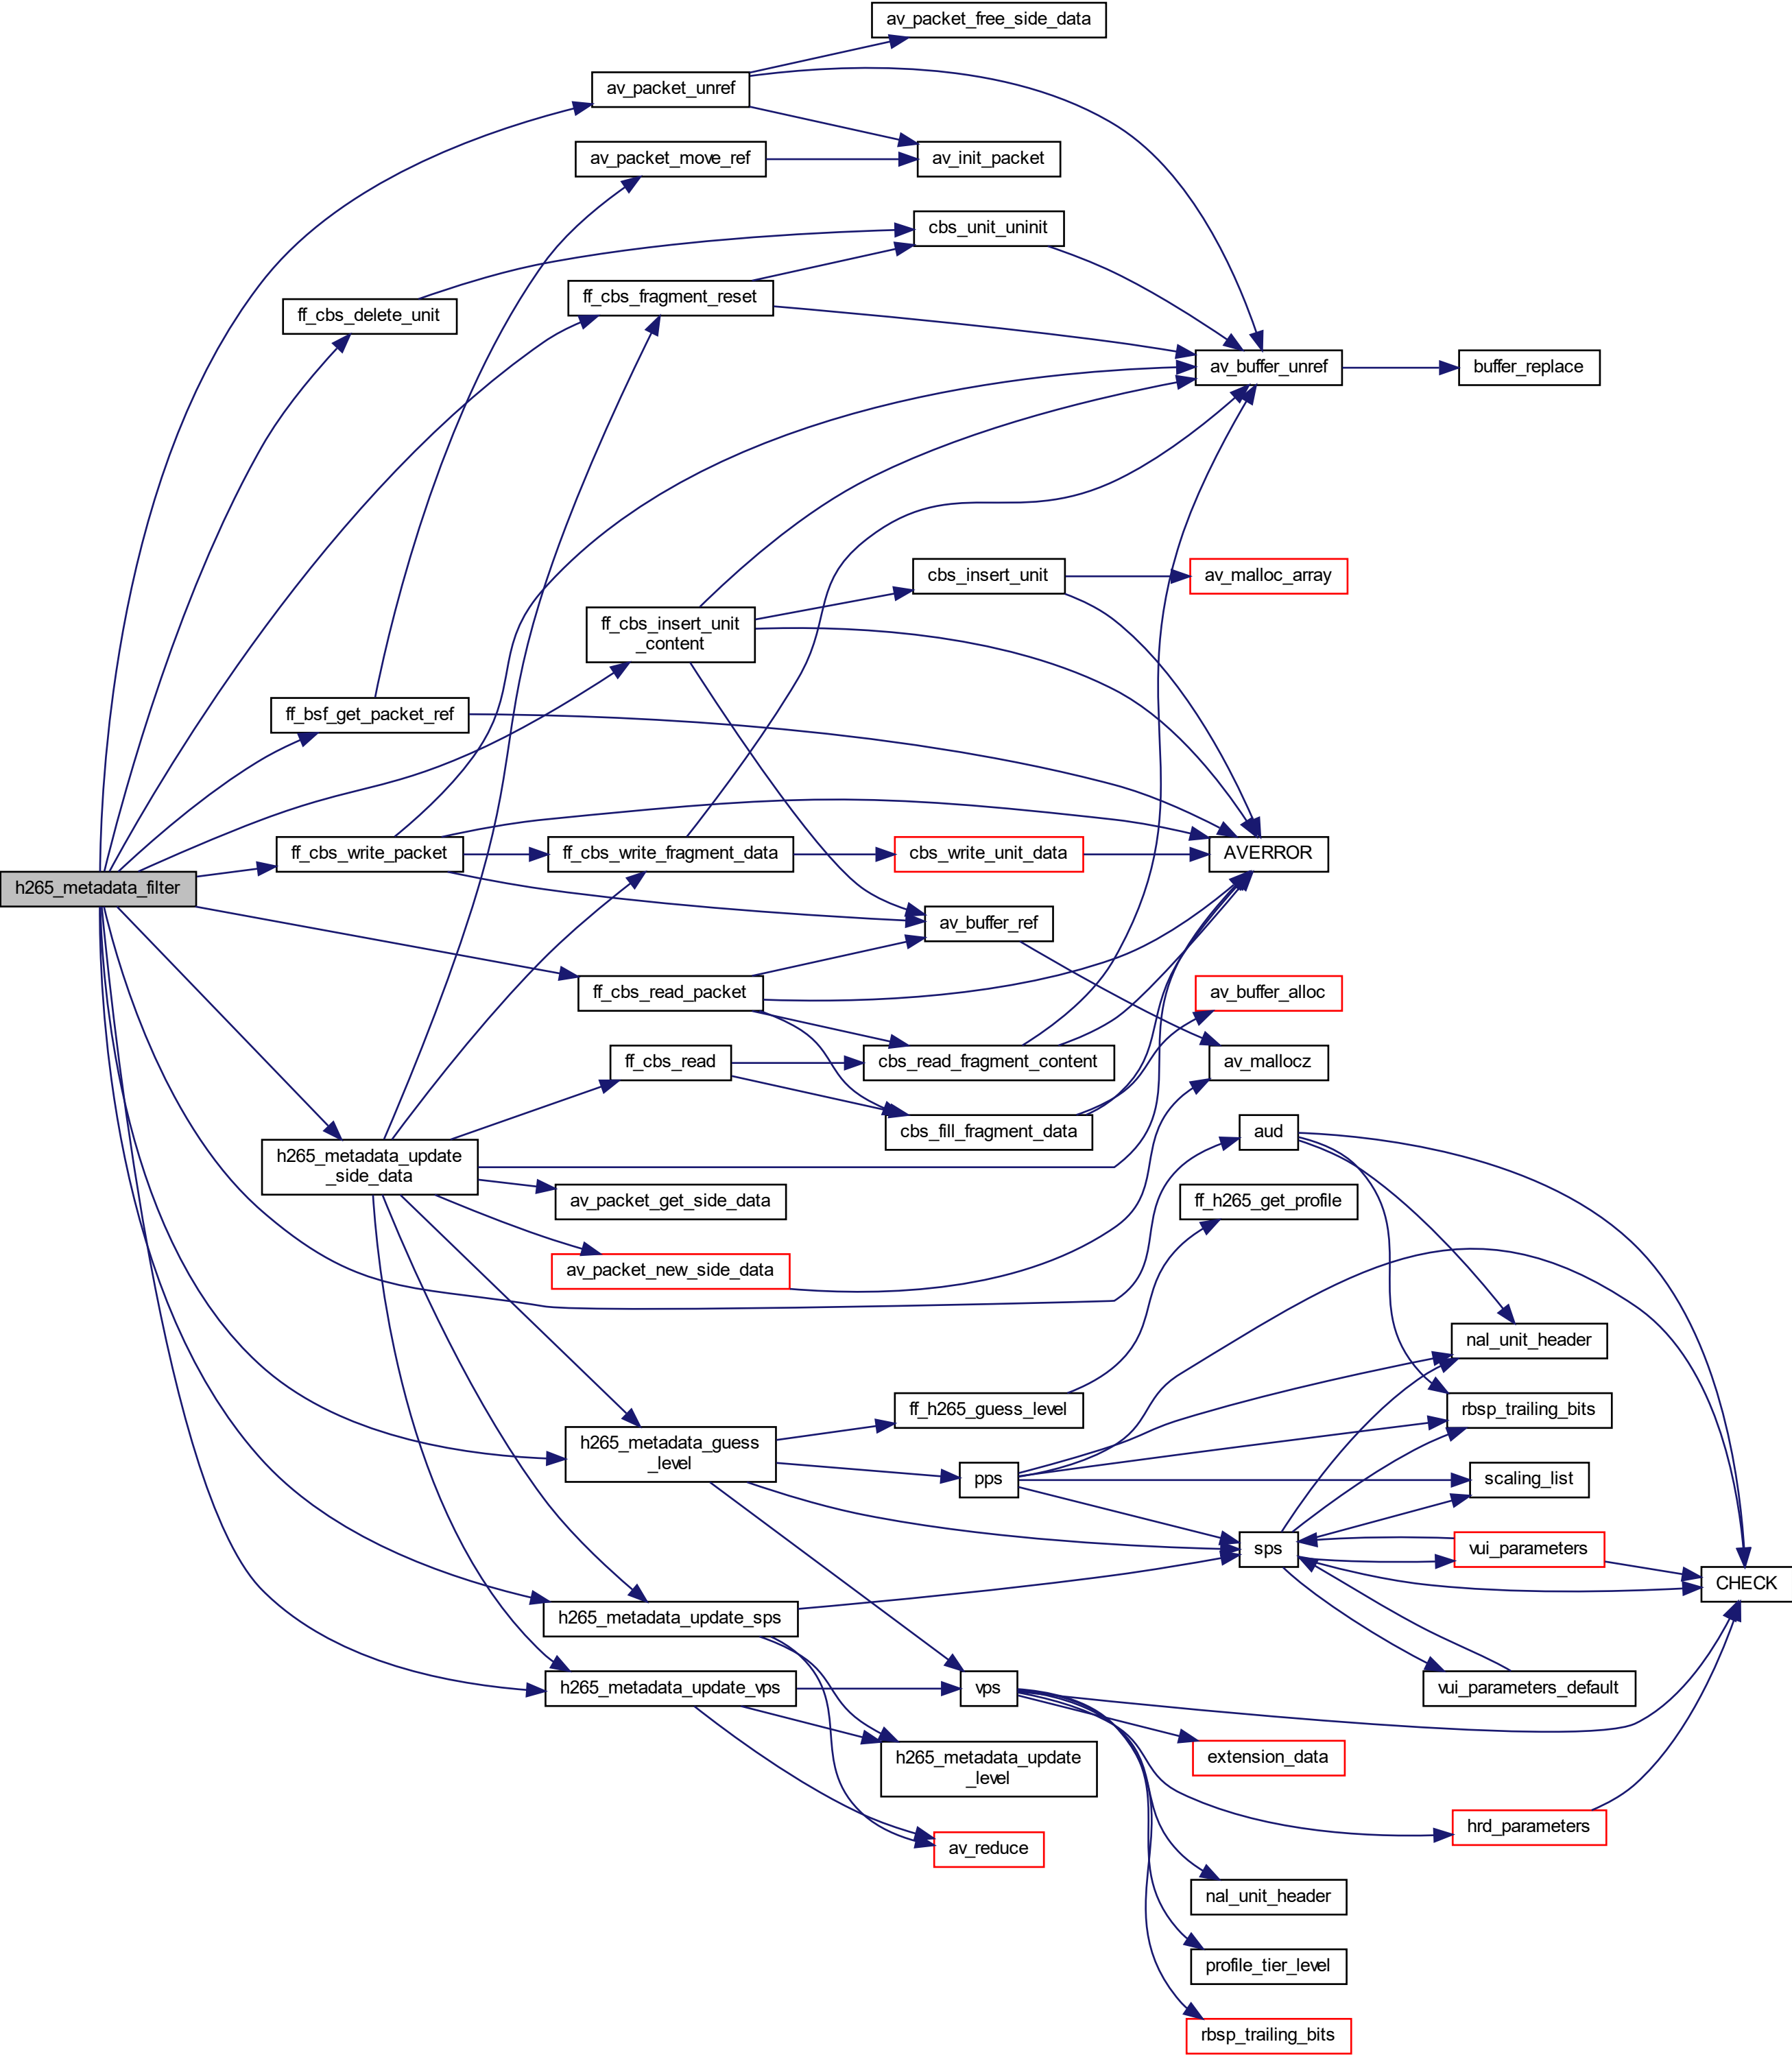 av_packet_free_side_data
av_packet_unref
av_packet_move_ref
av_init_packet
cbs_unit_uninit
ff_cbs_delete_unit
ff_cbs_fragment_reset
av_buffer_unref
buffer_replace
cbs_insert_unit
av_malloc_array
ff_cbs_insert_unit
_content
ff_bsf_get_packet_ref
ff_cbs_write_packet
ff_cbs_write_fragment_data
cbs_write_unit_data
AVERROR
h265_metadata_filter
av_buffer_ref
ff_cbs_read_packet
av_buffer_alloc
ff_cbs_read
cbs_read_fragment_content
av_mallocz
cbs_fill_fragment_data
aud
h265_metadata_update
_side_data
av_packet_get_side_data
ff_h265_get_profile
av_packet_new_side_data
nal_unit_header
ff_h265_guess_level
rbsp_trailing_bits
h265_metadata_guess
_level
pps
scaling_list
sps
vui_parameters
CHECK
h265_metadata_update_sps
h265_metadata_update_vps
vps
vui_parameters_default
extension_data
h265_metadata_update
_level
hrd_parameters
av_reduce
nal_unit_header
profile_tier_level
rbsp_trailing_bits